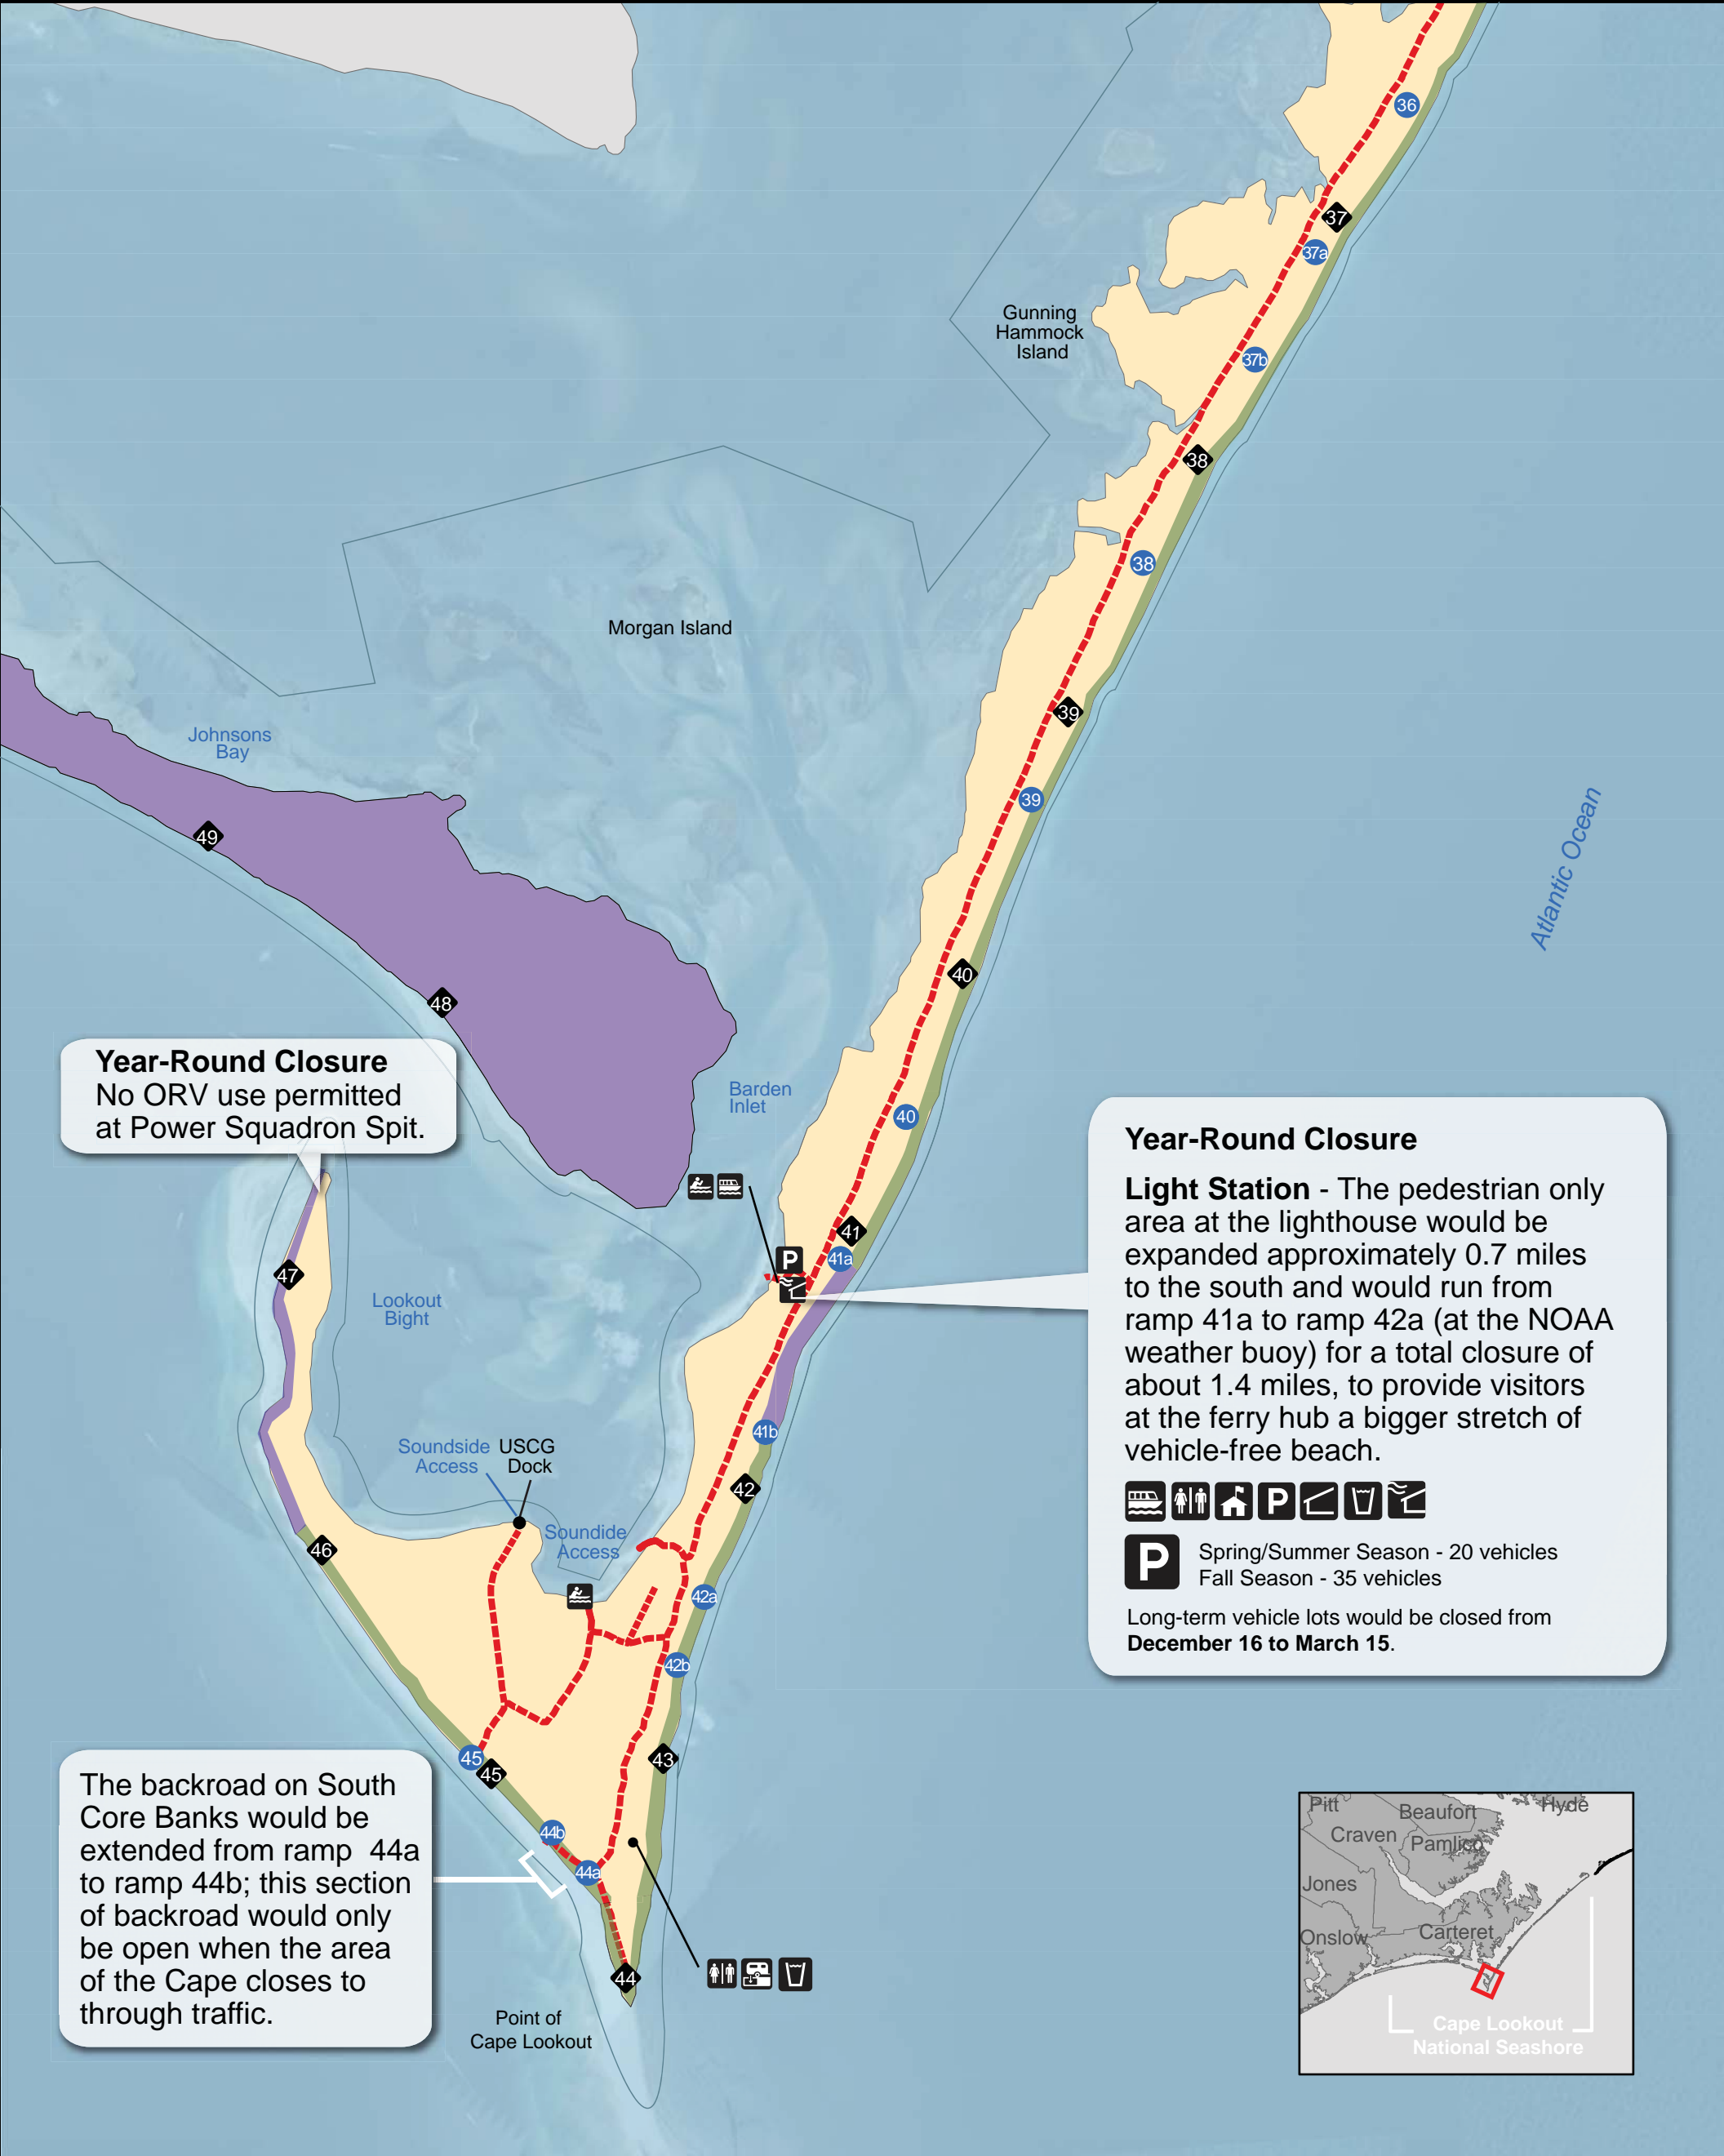 36
37
37a
Gunning
Hammock
Island
37b
38
38
Morgan Island
39
Johnsons
Bay
39
49
Atlantic Ocean
40
48
Year-Round Closure
No ORV use permitted
at Power Squadron Spit.
Barden
Inlet
40
41
41a
P
47
Lookout
Bight
41b
Soundside
Access
USCG
Dock
42
Soundide
Access
46
42a
42b
45
45
43
44b
44a
44
Point of
Cape Lookout
Year-Round Closure
Light Station - The pedestrian only
area at the lighthouse would be
expanded approximately 0.7 miles
to the south and would run from
ramp 41a to ramp 42a (at the NOAA
weather buoy) for a total closure of
about 1.4 miles, to provide visitors
at the ferry hub a bigger stretch of
vehicle-free beach.
P
P
Spring/Summer Season - 20 vehicles
Fall Season - 35 vehicles
Long-term vehicle lots would be closed from
December 16 to March 15.
The backroad on South
Core Banks would be
extended from ramp 44a
to ramp 44b; this section
of backroad would only
be open when the area
of the Cape closes to
through traffic.
Pitt
Beaufort
Hyde
Craven
Pamlico
Jones
Onslow
Carteret
Cape Lookout
National Seashore